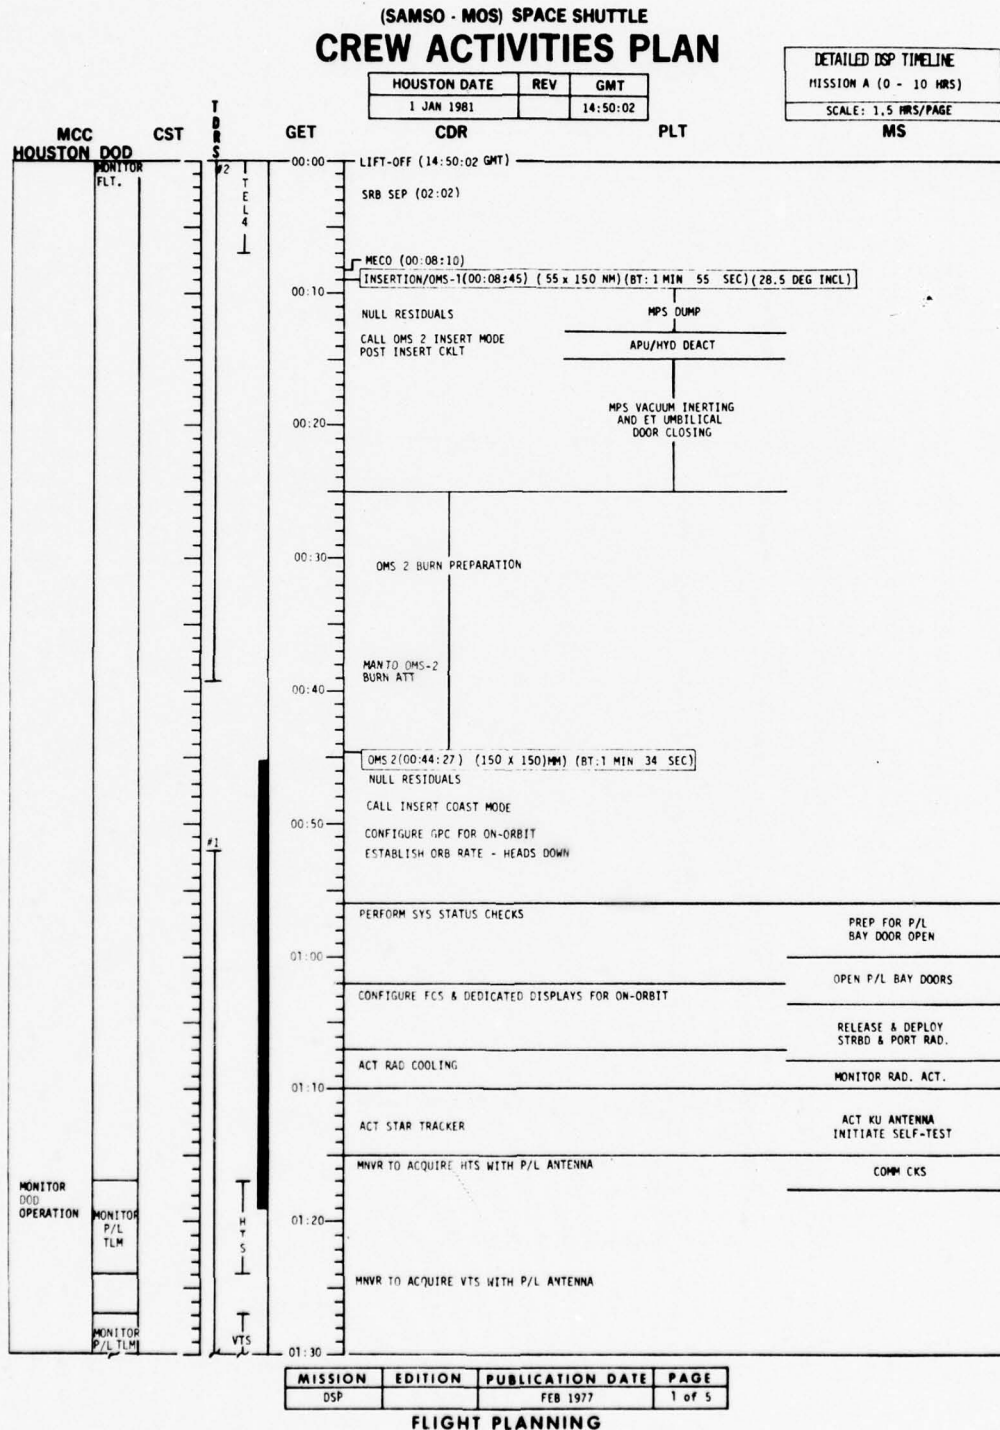 (SAMSO - MOS) SPACE SHUTTLE
CREW ACTIVITIES PLAN
DETAILED DSP TIMELINE
MISSION A (0 - 10 HRS)
SCALE: 1.5 HRS/PAGE
HOUSTON DATE REV GMT
1 JAN 1981 14:50:02
MCC HOUSTON DOD CST TDRS GET CDR PLT MS
MONITOR
FLT.
#2
TEL4
00:00
LIFT-OFF (14:50:02 GMT)
SRB SEP (02:02)
MECO (00:08:10)
INSERTION/OMS-1(00:08:45) (55 x 150 NM)(BT: 1 MIN 55 SEC)(28.5 DEG INCL)
00:10
NULL RESIDUALS
MPS DUMP
CALL OMS 2 INSERT MODE
POST INSERT CKLT
APU/HYD DEACT
MPS VACUUM INERTING
AND ET UMBILICAL
DOOR CLOSING
00:20
00:30
OMS 2 BURN PREPARATION
MAN TO OMS-2
BURN ATT
00:40
OMS 2(00:44:27) (150 X 150)MM) (BT:1 MIN 34 SEC)
NULL RESIDUALS
CALL INSERT COAST MODE
00:50
CONFIGURE GPC FOR ON-ORBIT
#1
ESTABLISH ORB RATE - HEADS DOWN
PERFORM SYS STATUS CHECKS
PREP FOR P/L
BAY DOOR OPEN
01:00
OPEN P/L BAY DOORS
CONFIGURE FCS & DEDICATED DISPLAYS FOR ON-ORBIT
RELEASE & DEPLOY
STRBD & PORT RAD.
ACT RAD COOLING
MONITOR RAD. ACT.
01:10
ACT STAR TRACKER
ACT KU ANTENNA
INITIATE SELF-TEST
MNVR TO ACQUIRE HTS WITH P/L ANTENNA
COMM CKS
MONITOR
DOD
OPERATION
MONITOR
P/L
TLM
HTS
01:20
MNVR TO ACQUIRE VTS WITH P/L ANTENNA
MONITOR
P/L TLM
VTS
01:30
MISSION EDITION PUBLICATION DATE PAGE
DSP FEB 1977 1 of 5
FLIGHT PLANNING